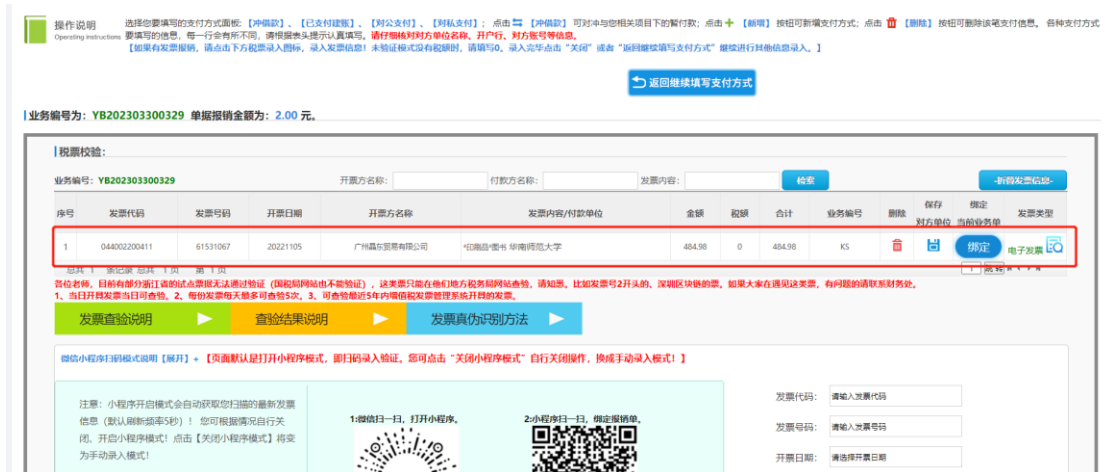 操作说明
Operating instructions
选择您要填写的支付方式面板:【冲借款】、【已支付建账】、【对公支付】、【对私支付】; 点击 【冲借款】 可对冲与您相关项目下的暂付款; 点击 【新增】 按钮可新增支付方式; 点击 【删除】 按钮可删除该笔支付信息。 各种支付方式
要填写的信息, 每一行会有所不同, 请根据表头提示认真填写。请仔细核对对方单位名称、开户行、对方账号等信息。
【如果有发票报销, 请点击下方税票录入图标, 录入发票信息! 未验证模式没有税额时, 请填写0。录入完毕点击“关闭”或者“返回继续填写支付方式”继续进行其他信息录入。】
返回继续填写支付方式
业务编号为: YB202303300329 单据报销金额为: 2.00 元。
税票校验:
业务编号: YB202303300329 开票方名称: 付款方名称: 发票内容: 检索 -折叠发票信息-
序号 发票代码 发票号码 开票日期 开票方名称 发票内容/付款单位 金额 税额 合计 业务编号 删除 保存 对方单位 绑定 当前业务单 发票类型
1 044002200411 61531067 20221105 广州晶东贸易有限公司 *印刷品*图书 华南师范大学 484.98 0 484.98 KS 绑定 电子发票
总共 1 条记录 总共 1 页 第 1 页 1 跳转
各位老师, 目前有部分浙江省的试点票据无法通过验证 (国税局网站也不能验证) , 这类票只能在他们地方税务局网站查验, 请知悉。比如发票号2开头的、深圳区块链的票。如果大家在遇见这类票, 有问题的请联系财务处。
1、当日开具发票当日可查验。2、每份发票每天最多可查验5次。3、可查验最近5年内增值税发票管理系统开具的发票。
发票查验说明 查验结果说明 发票真伪识别方法
微信小程序扫码模式说明【展开】+ 【页面默认是打开小程序模式, 即扫码录入验证。您可点击“关闭小程序模式”自行关闭操作, 换成手动录入模式! 】
注意: 小程序开启模式会自动获取您扫描的最新发票
信息 (默认刷新频率5秒) ! 您可根据情况自行关
闭、开启小程序模式! 点击【关闭小程序模式】将变
为手动录入模式!
1:微信扫一扫, 打开小程序。
2:小程序扫一扫, 绑定报销单。
发票代码: 请输入发票代码
发票号码: 请输入发票号码
开票日期: 请选择开票日期